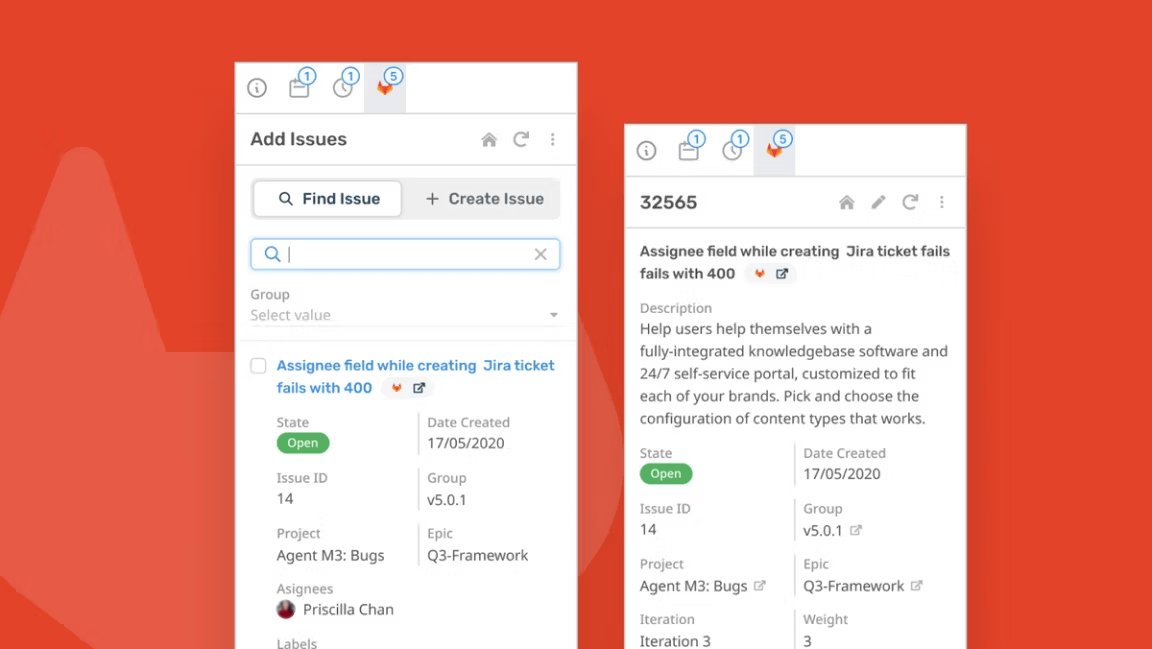 1 1 5
Add Issues
Find Issue + Create Issue
Group
Select value
Assignee field while creating Jira ticket
fails with 400
State Date Created
Open 17/05/2020
Issue ID Group
14 v5.0.1
Project Epic
Agent M3: Bugs Q3-Framework
Asignees
Priscilla Chan
Labels
1 1 5
32565
Assignee field while creating Jira ticket fails
fails with 400
Description
Help users help themselves with a
fully-integrated knowledgebase software and
24/7 self-service portal, customized to fit
each of your brands. Pick and choose the
configuration of content types that works.
State Date Created
Open 17/05/2020
Issue ID Group
14 v5.0.1
Project Epic
Agent M3: Bugs Q3-Framework
Iteration Weight
Iteration 3 3